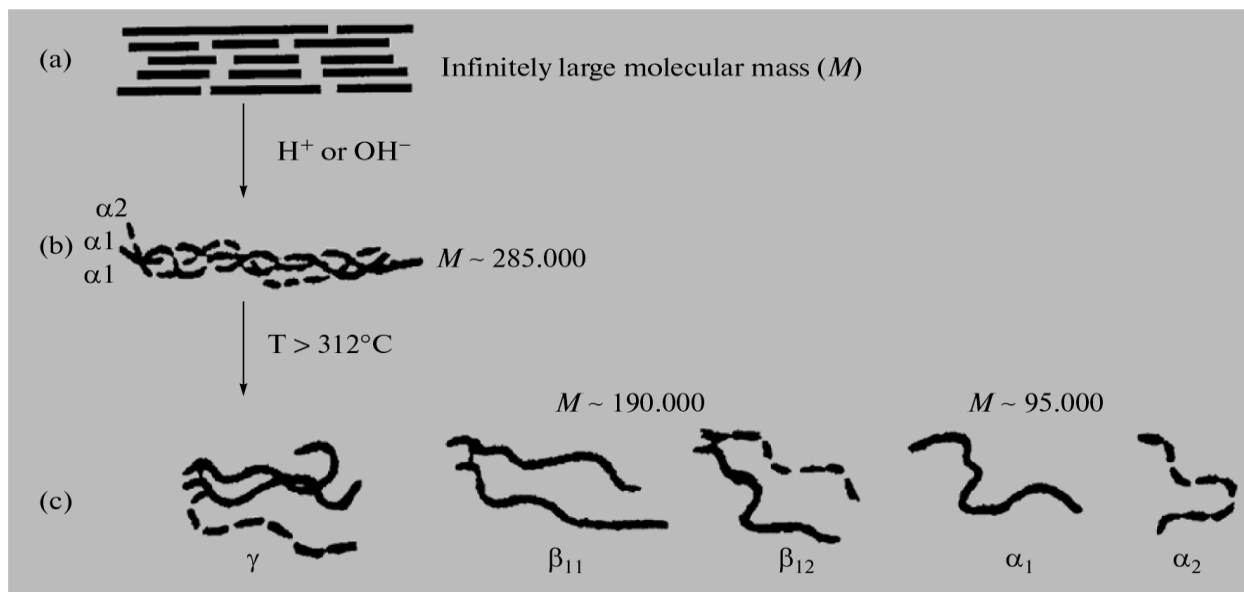 (a)
Infinitely large molecular mass (M)
H⁺ or OH⁻
α2
(b) α1
α1
M ~ 285.000
T > 312°C
M ~ 190.000
M ~ 95.000
(c)
γ
β₁₁
β₁₂
α₁
α₂